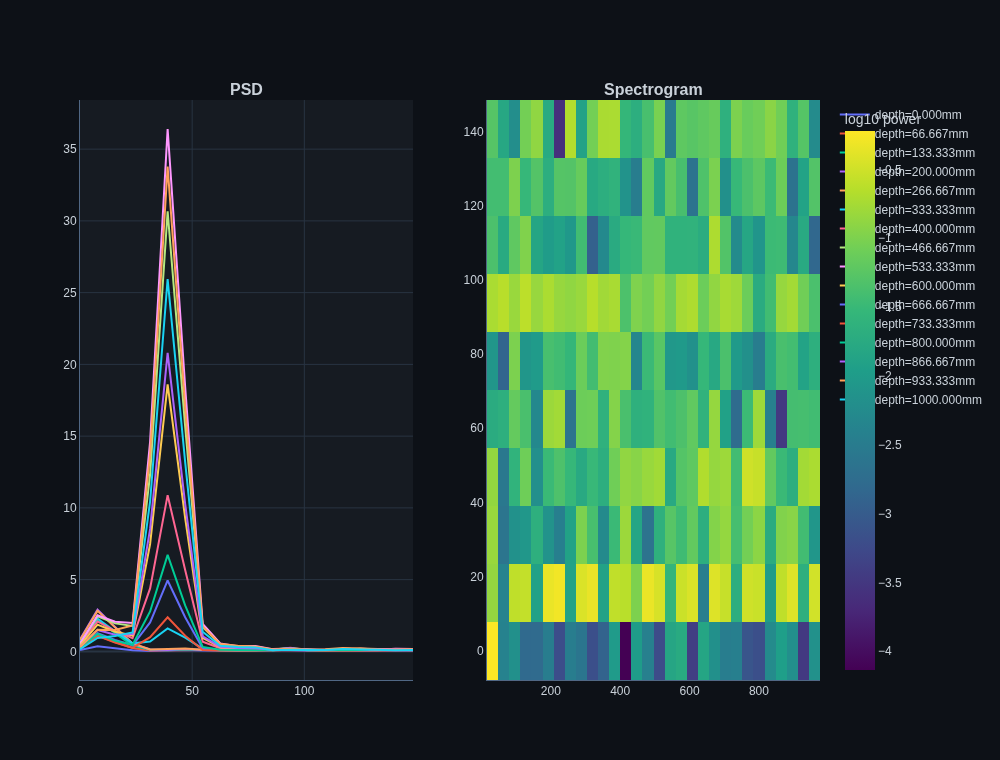 PSD
Spectrogram
35
30
25
20
15
10
5
0
0
50
100
140
120
100
80
60
40
20
0
200
400
600
800
log10 power
−0.5
−1
−1.5
−2
−2.5
−3
−3.5
−4
depth=0.000mm
depth=66.667mm
depth=133.333mm
depth=200.000mm
depth=266.667mm
depth=333.333mm
depth=400.000mm
depth=466.667mm
depth=533.333mm
depth=600.000mm
depth=666.667mm
depth=733.333mm
depth=800.000mm
depth=866.667mm
depth=933.333mm
depth=1000.000mm